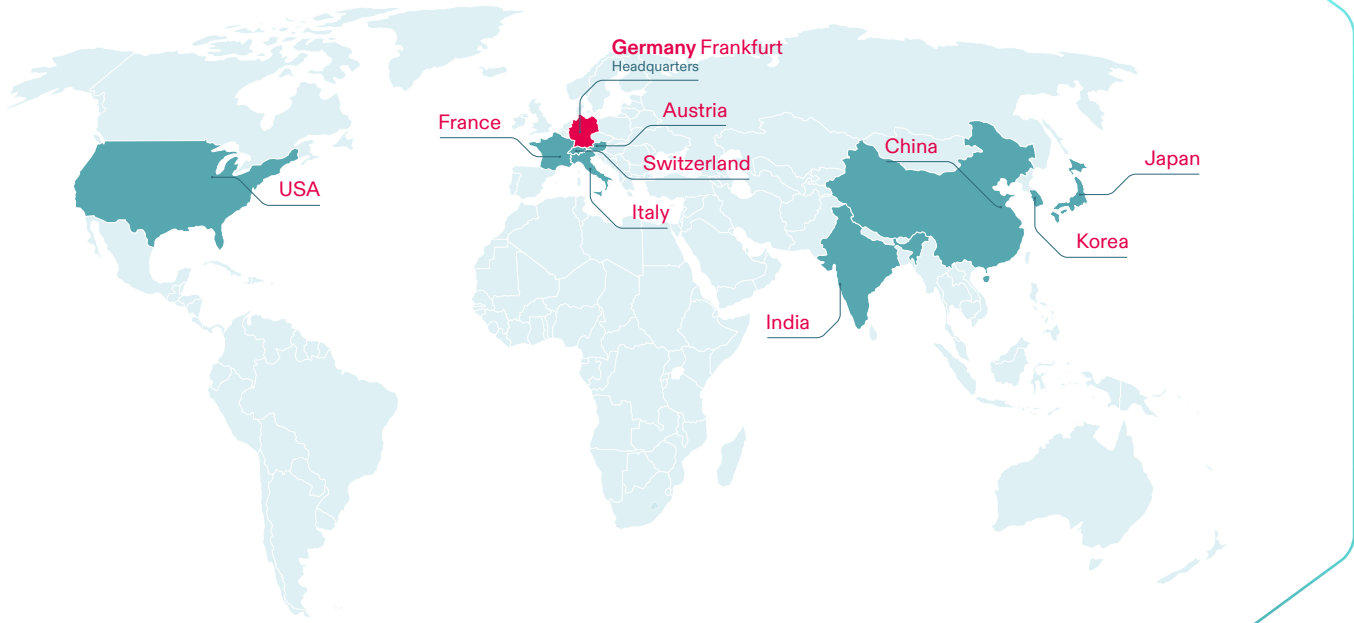 Germany Frankfurt
Headquarters
Austria
France
Switzerland
China
Japan
USA
Italy
Korea
India